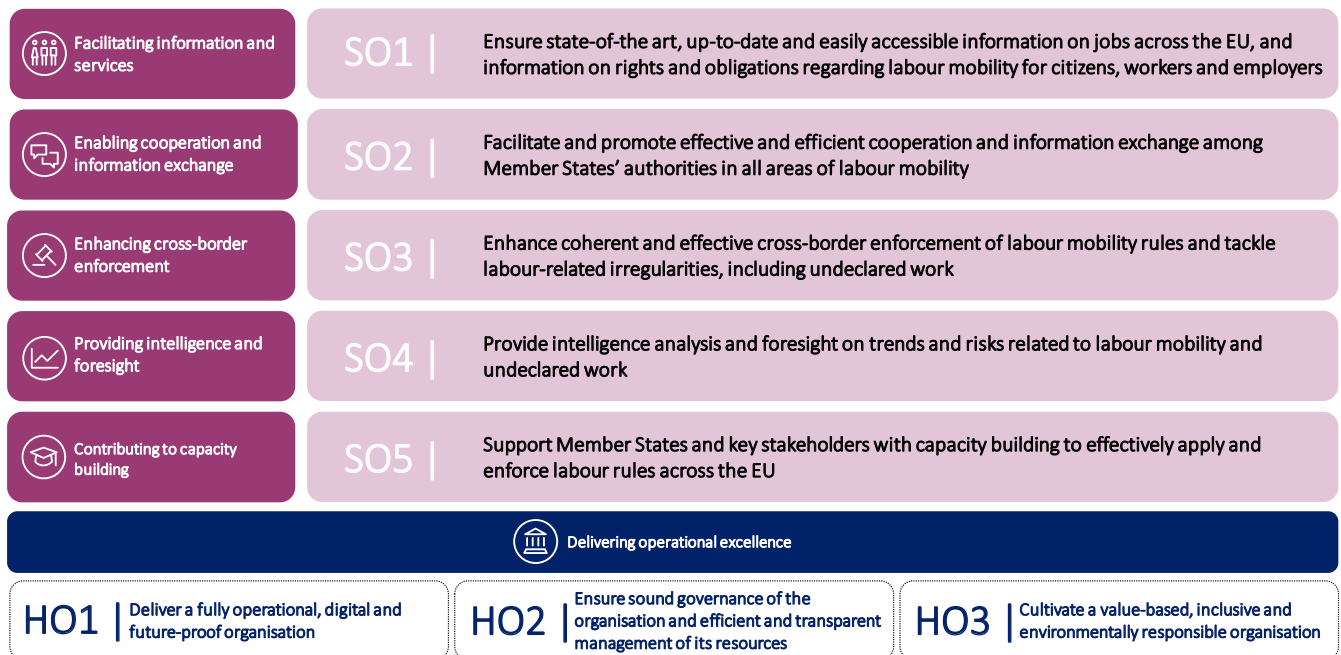 Facilitating information and
services
SO1 |
Ensure state-of-the art, up-to-date and easily accessible information on jobs across the EU, and
information on rights and obligations regarding labour mobility for citizens, workers and employers
Enabling cooperation and
information exchange
SO2 |
Facilitate and promote effective and efficient cooperation and information exchange among
Member States’ authorities in all areas of labour mobility
Enhancing cross-border
enforcement
SO3 |
Enhance coherent and effective cross-border enforcement of labour mobility rules and tackle
labour-related irregularities, including undeclared work
Providing intelligence and
foresight
SO4 |
Provide intelligence analysis and foresight on trends and risks related to labour mobility and
undeclared work
Contributing to capacity
building
SO5 |
Support Member States and key stakeholders with capacity building to effectively apply and
enforce labour rules across the EU
Delivering operational excellence
HO1 |
Deliver a fully operational, digital and
future-proof organisation
HO2 |
Ensure sound governance of the
organisation and efficient and transparent
management of its resources
HO3 |
Cultivate a value-based, inclusive and
environmentally responsible organisation